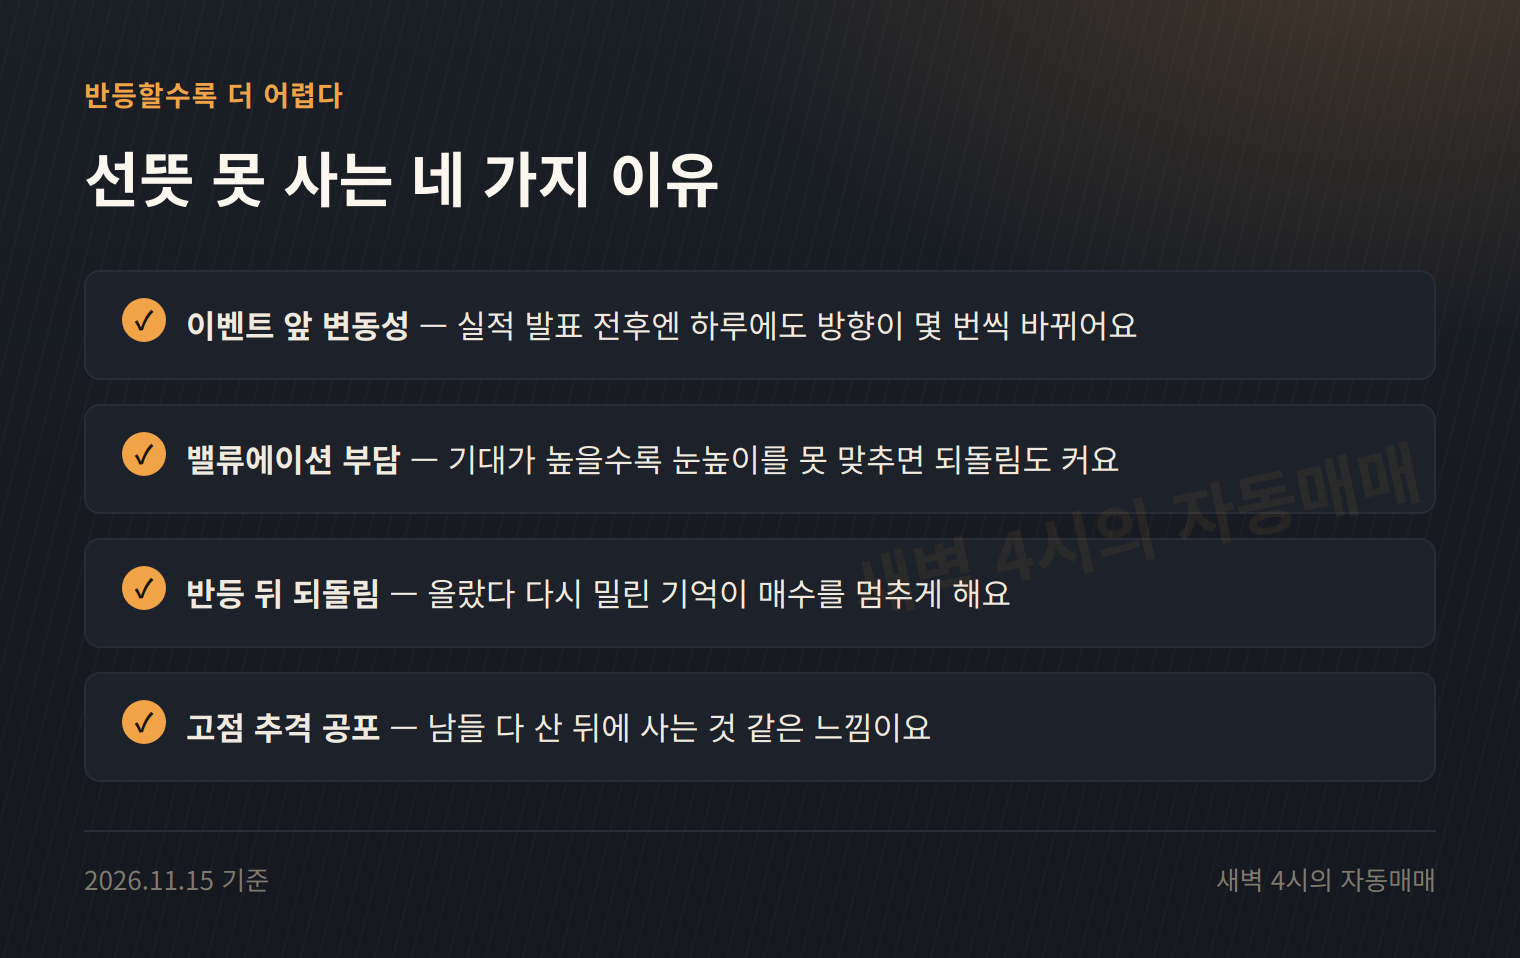 반등할수록 더 어렵다
선뜻 못 사는 네 가지 이유
✓ 이벤트 앞 변동성 — 실적 발표 전후엔 하루에도 방향이 몇 번씩 바뀌어요
✓ 밸류에이션 부담 — 기대가 높을수록 눈높이를 못 맞추면 되돌림도 커요
새벽 4시의 자동매매
✓ 반등 뒤 되돌림 — 올랐다 다시 밀린 기억이 매수를 멈추게 해요
✓ 고점 추격 공포 — 남들 다 산 뒤에 사는 것 같은 느낌이요
2026.11.15 기준
새벽 4시의 자동매매